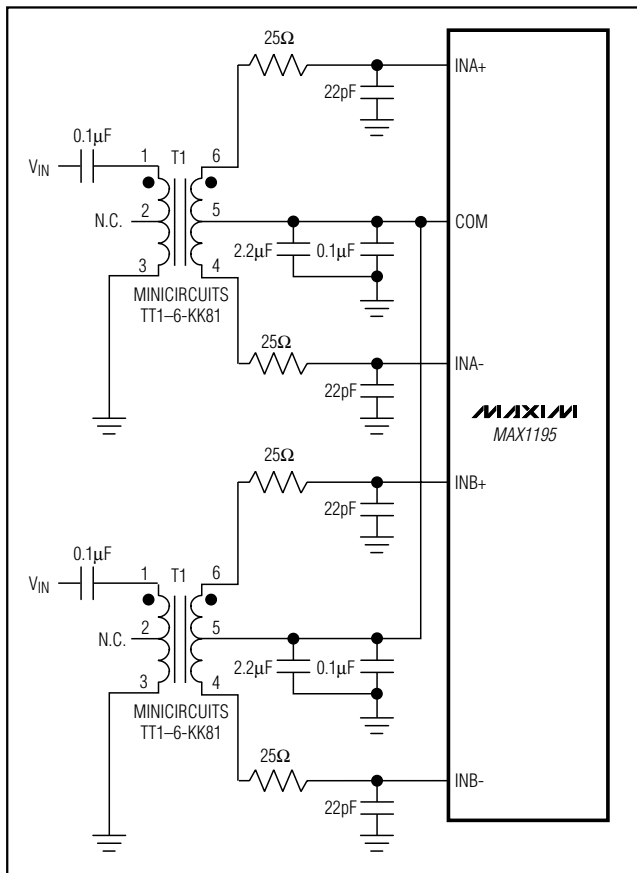 25Ω
INA+
22pF
0.1μF
VIN
1
T1
6
N.C.
2
5
COM
2.2μF
0.1μF
3
4
MINICIRCUITS
TT1–6-KK81
25Ω
INA-
22pF
MAXIM
MAX1195
25Ω
INB+
22pF
0.1μF
VIN
1
T1
6
N.C.
2
5
2.2μF
0.1μF
3
4
MINICIRCUITS
TT1–6-KK81
25Ω
INB-
22pF